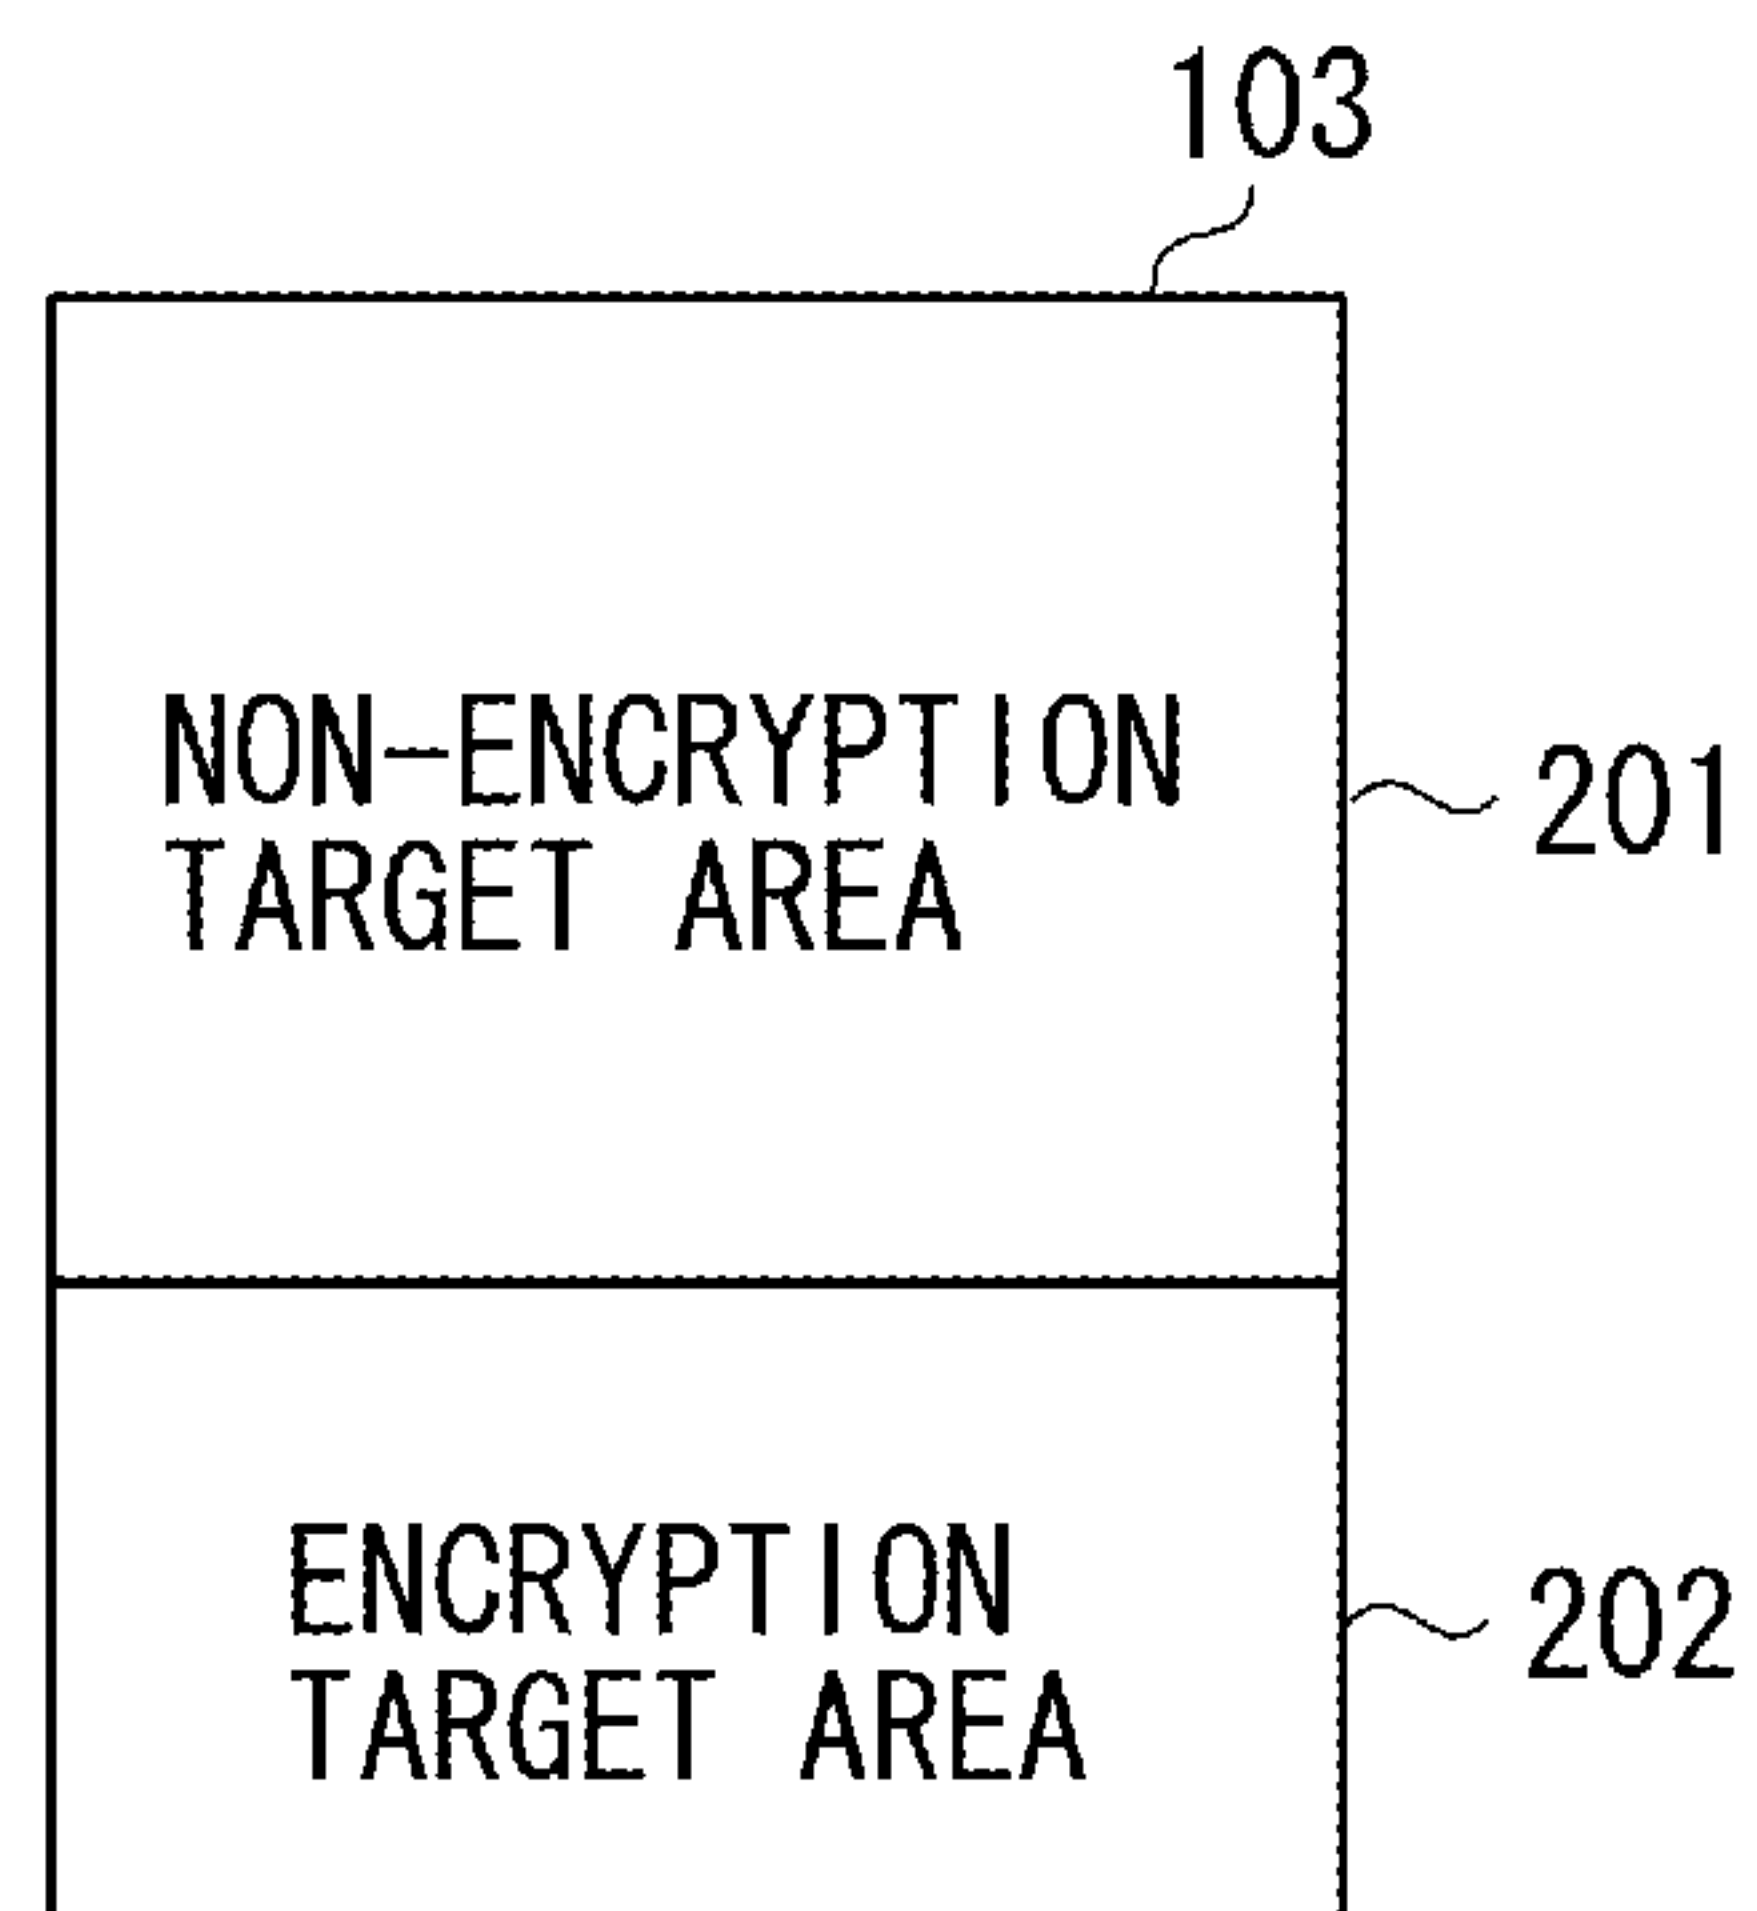 103
NON-ENCRYPTION
TARGET AREA
201
ENCRYPTION
TARGET AREA
202